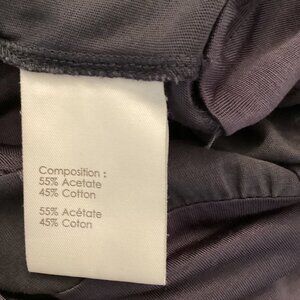 Composition :
55% Acetate
45% Cotton
55% Acétate
45% Coton